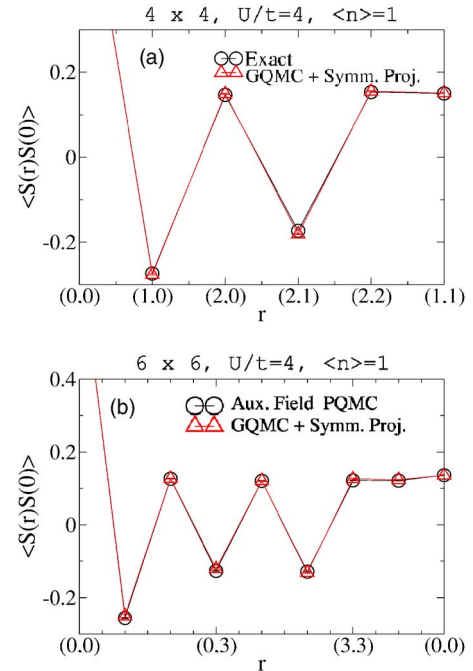 4 x 4, U/t=4, <n>=1
(a)
Exact
GQMC + Symm. Proj.
<S(r)S(0)>
0.2
0
-0.2
(0.0) (1.0) (2.0) (2.1) (2.2) (1.1)
r
6 x 6, U/t=4, <n>=1
(b)
Aux. Field PQMC
GQMC + Symm. Proj.
<S(r)S(0)>
0.4
0.2
0
-0.2
(0.0) (0.3) (3.3) (0.0)
r